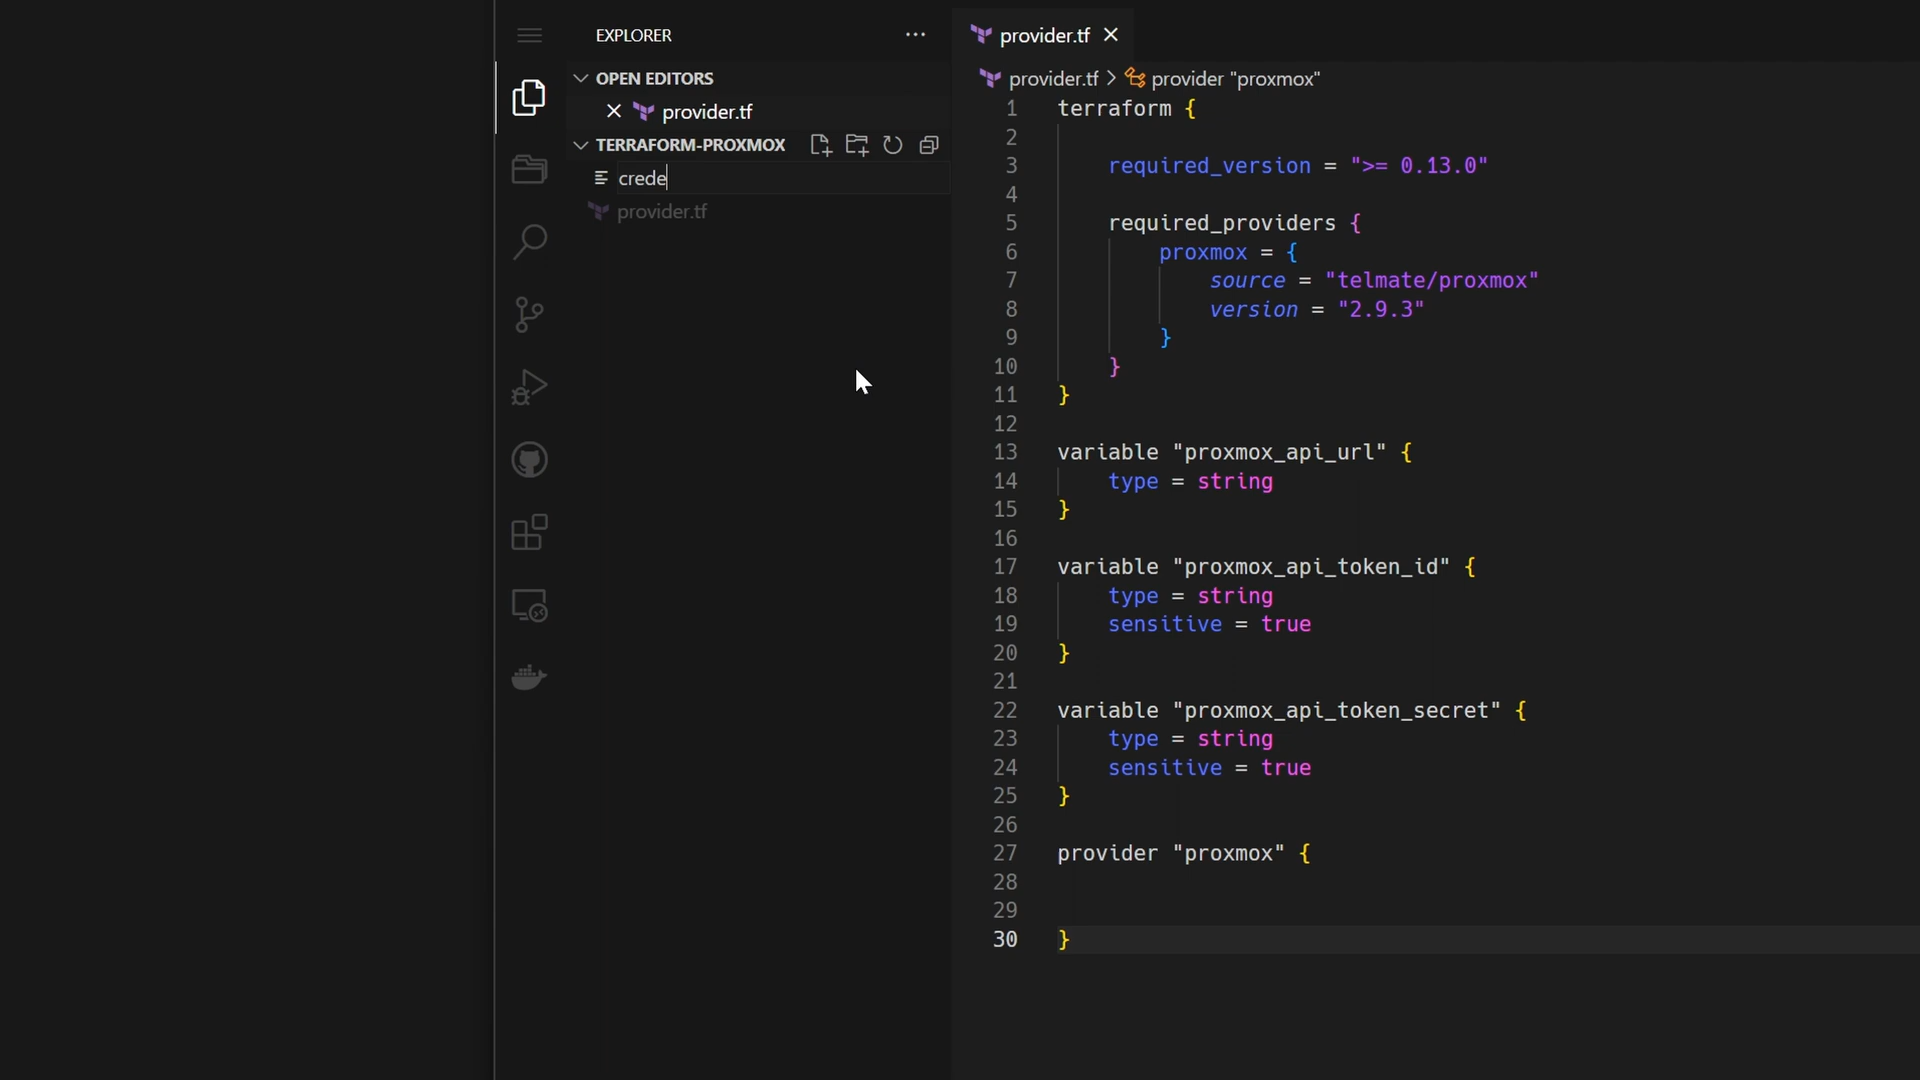 EXPLORER
OPEN EDITORS
provider.tf
TERRAFORM-PROXMOX
crede
provider.tf
provider.tf
provider.tf > provider "proxmox"
1 terraform {
2
3 required_version = ">= 0.13.0"
4
5 required_providers {
6 proxmox = {
7 source = "telmate/proxmox"
8 version = "2.9.3"
9 }
10 }
11 }
12
13 variable "proxmox_api_url" {
14 type = string
15 }
16
17 variable "proxmox_api_token_id" {
18 type = string
19 sensitive = true
20 }
21
22 variable "proxmox_api_token_secret" {
23 type = string
24 sensitive = true
25 }
26
27 provider "proxmox" {
28
29
30 }